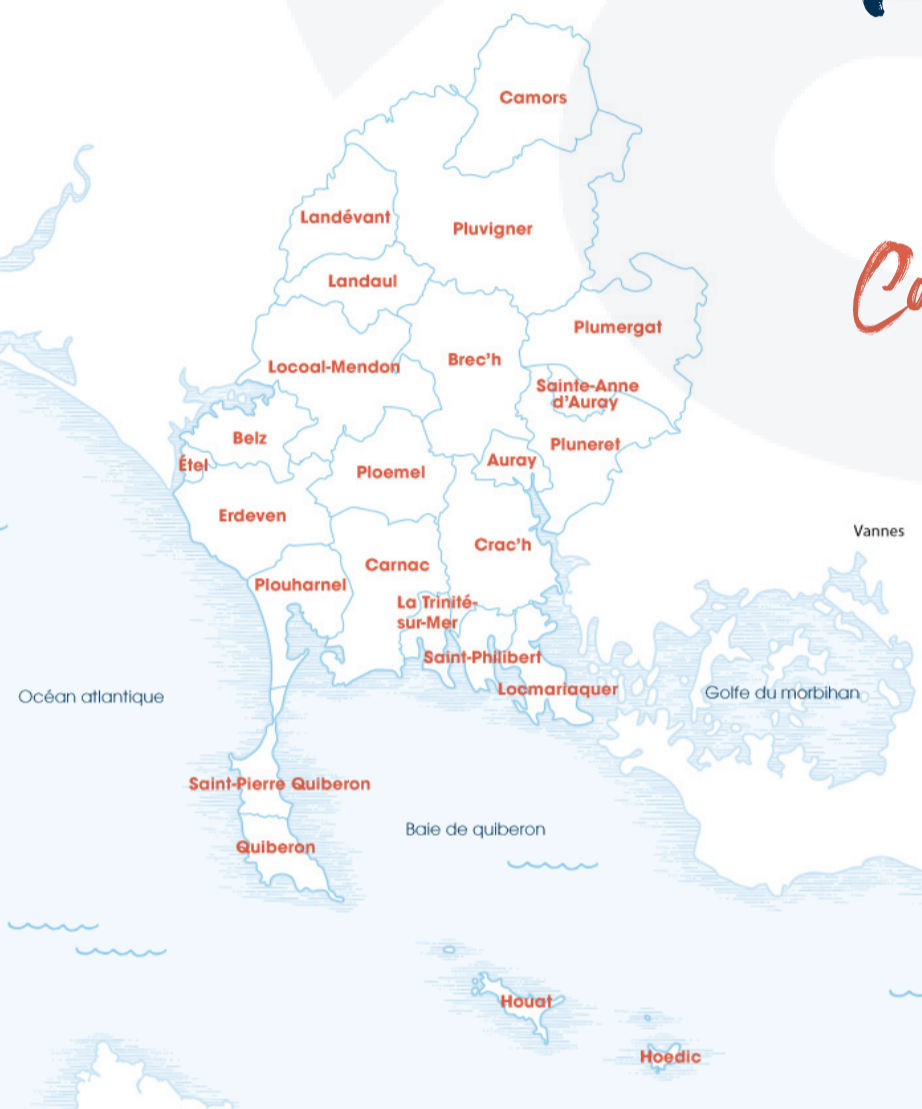 Camors
Landévant
Pluvigner
Landaul
Ca
Plumergat
Brec'h
Locoal-Mendon
Sainte-Anne
d'Auray
Belz
Pluneret
Étel
Auray
Ploemel
Erdeven
Vannes
Crac'h
Carnac
Plouharnel
La Trinité-
sur-Mer
Saint-Philibert
Locmariaquer
Golfe du morbihan
Océan atlantique
Saint-Pierre Quiberon
Baie de quiberon
Quiberon
Houat
Hoedic